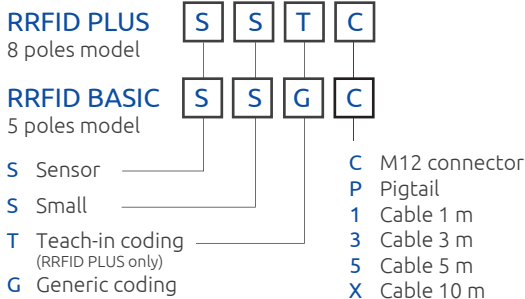 RRFID PLUS S S T C
8 poles model
RRFID BASIC S S G C
5 poles model
S Sensor
S Small
T Teach-in coding
(RRFID PLUS only)
G Generic coding
C M12 connector
P Pigtail
1 Cable 1 m
3 Cable 3 m
5 Cable 5 m
X Cable 10 m